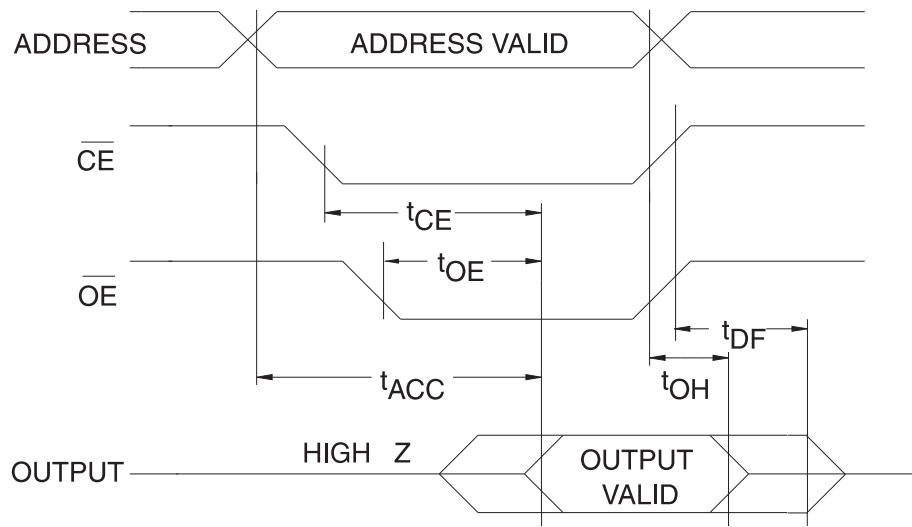 ADDRESS
ADDRESS VALID
CE
tCE
tOE
OE
tDF
tACC
tOH
HIGH Z
OUTPUT
OUTPUT
VALID